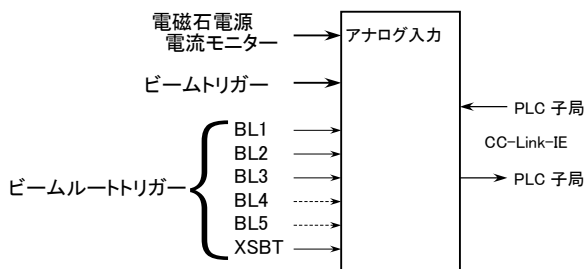 電磁石電源
電流モニター
アナログ入力
ビームトリガー
BL1
BL2
BL3
BL4
BL5
XSBT
ビームルートトリガー
PLC 子局
CC-Link-IE
PLC 子局